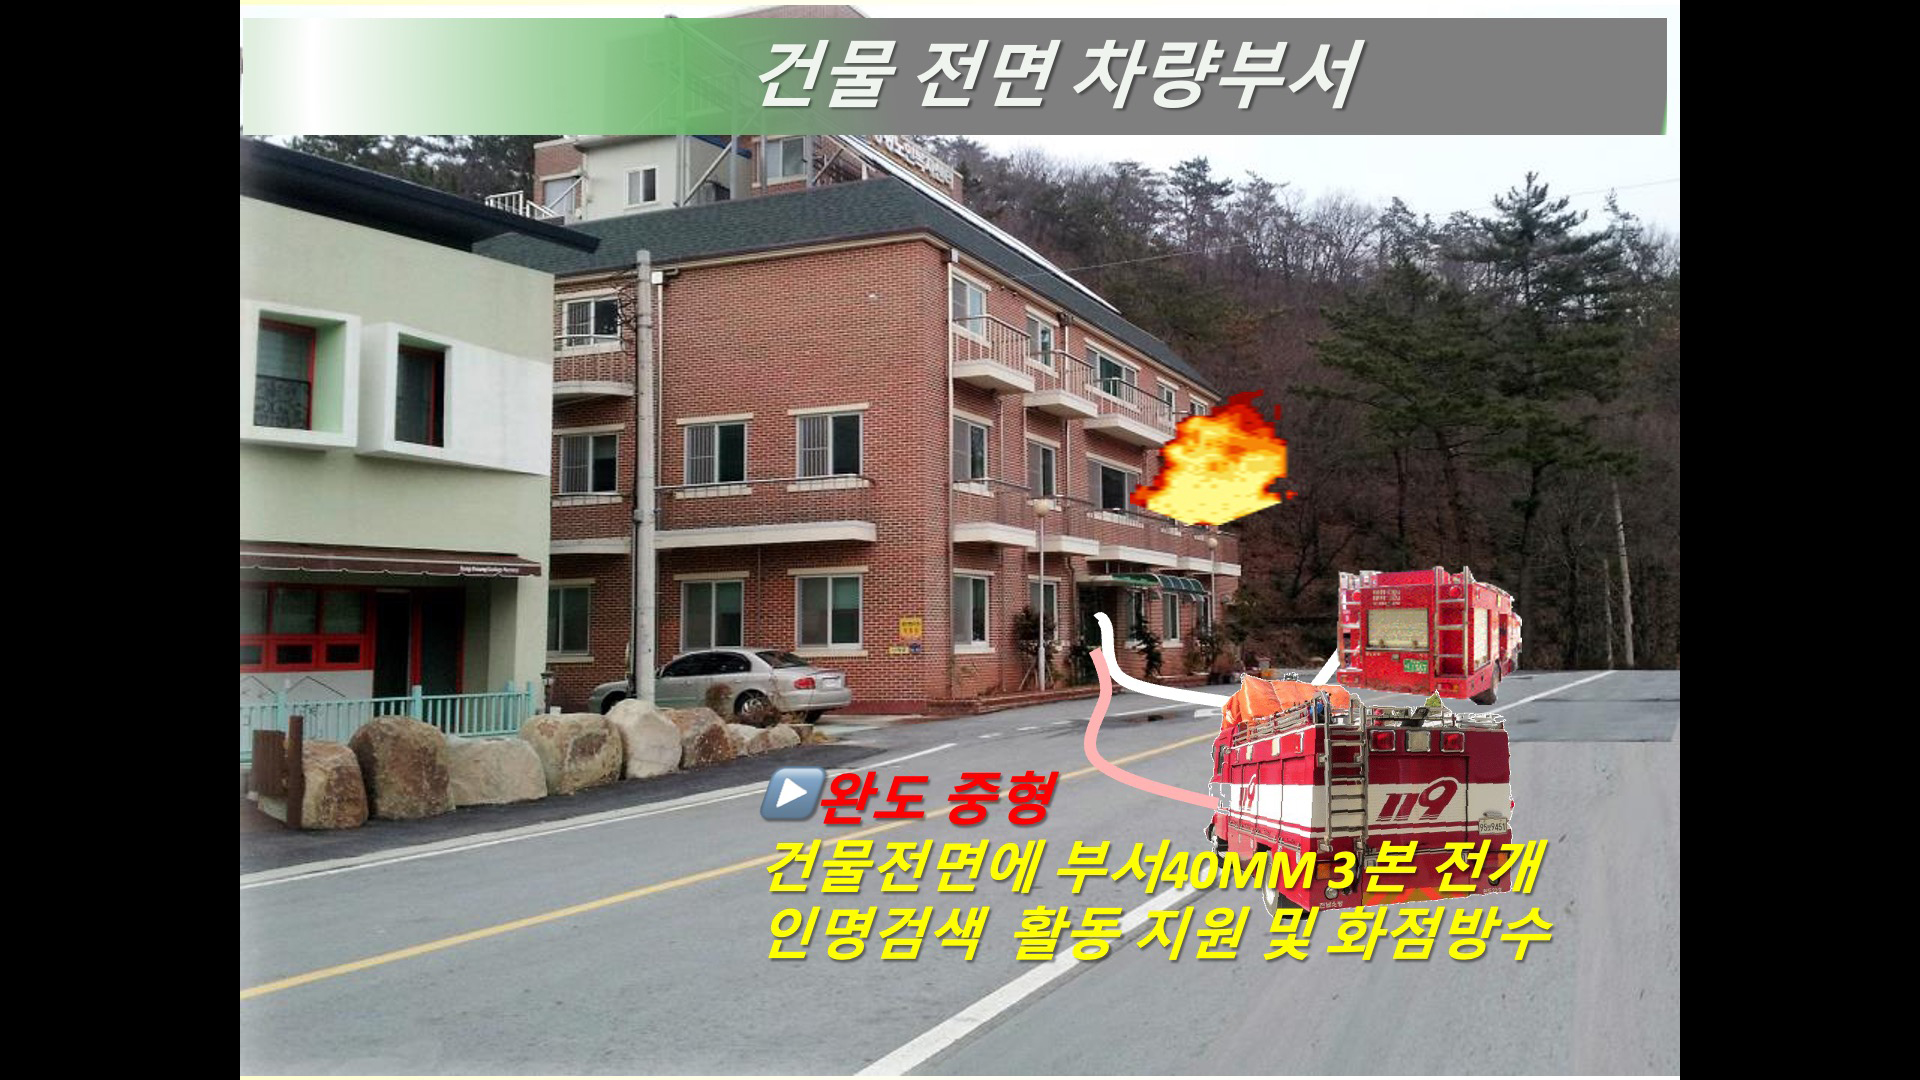 건물 전면 차량부서
119
119
완도 중형
건물전면에 부서40MM 3 본 전개
인명검색 활동 지원 및 화점방수